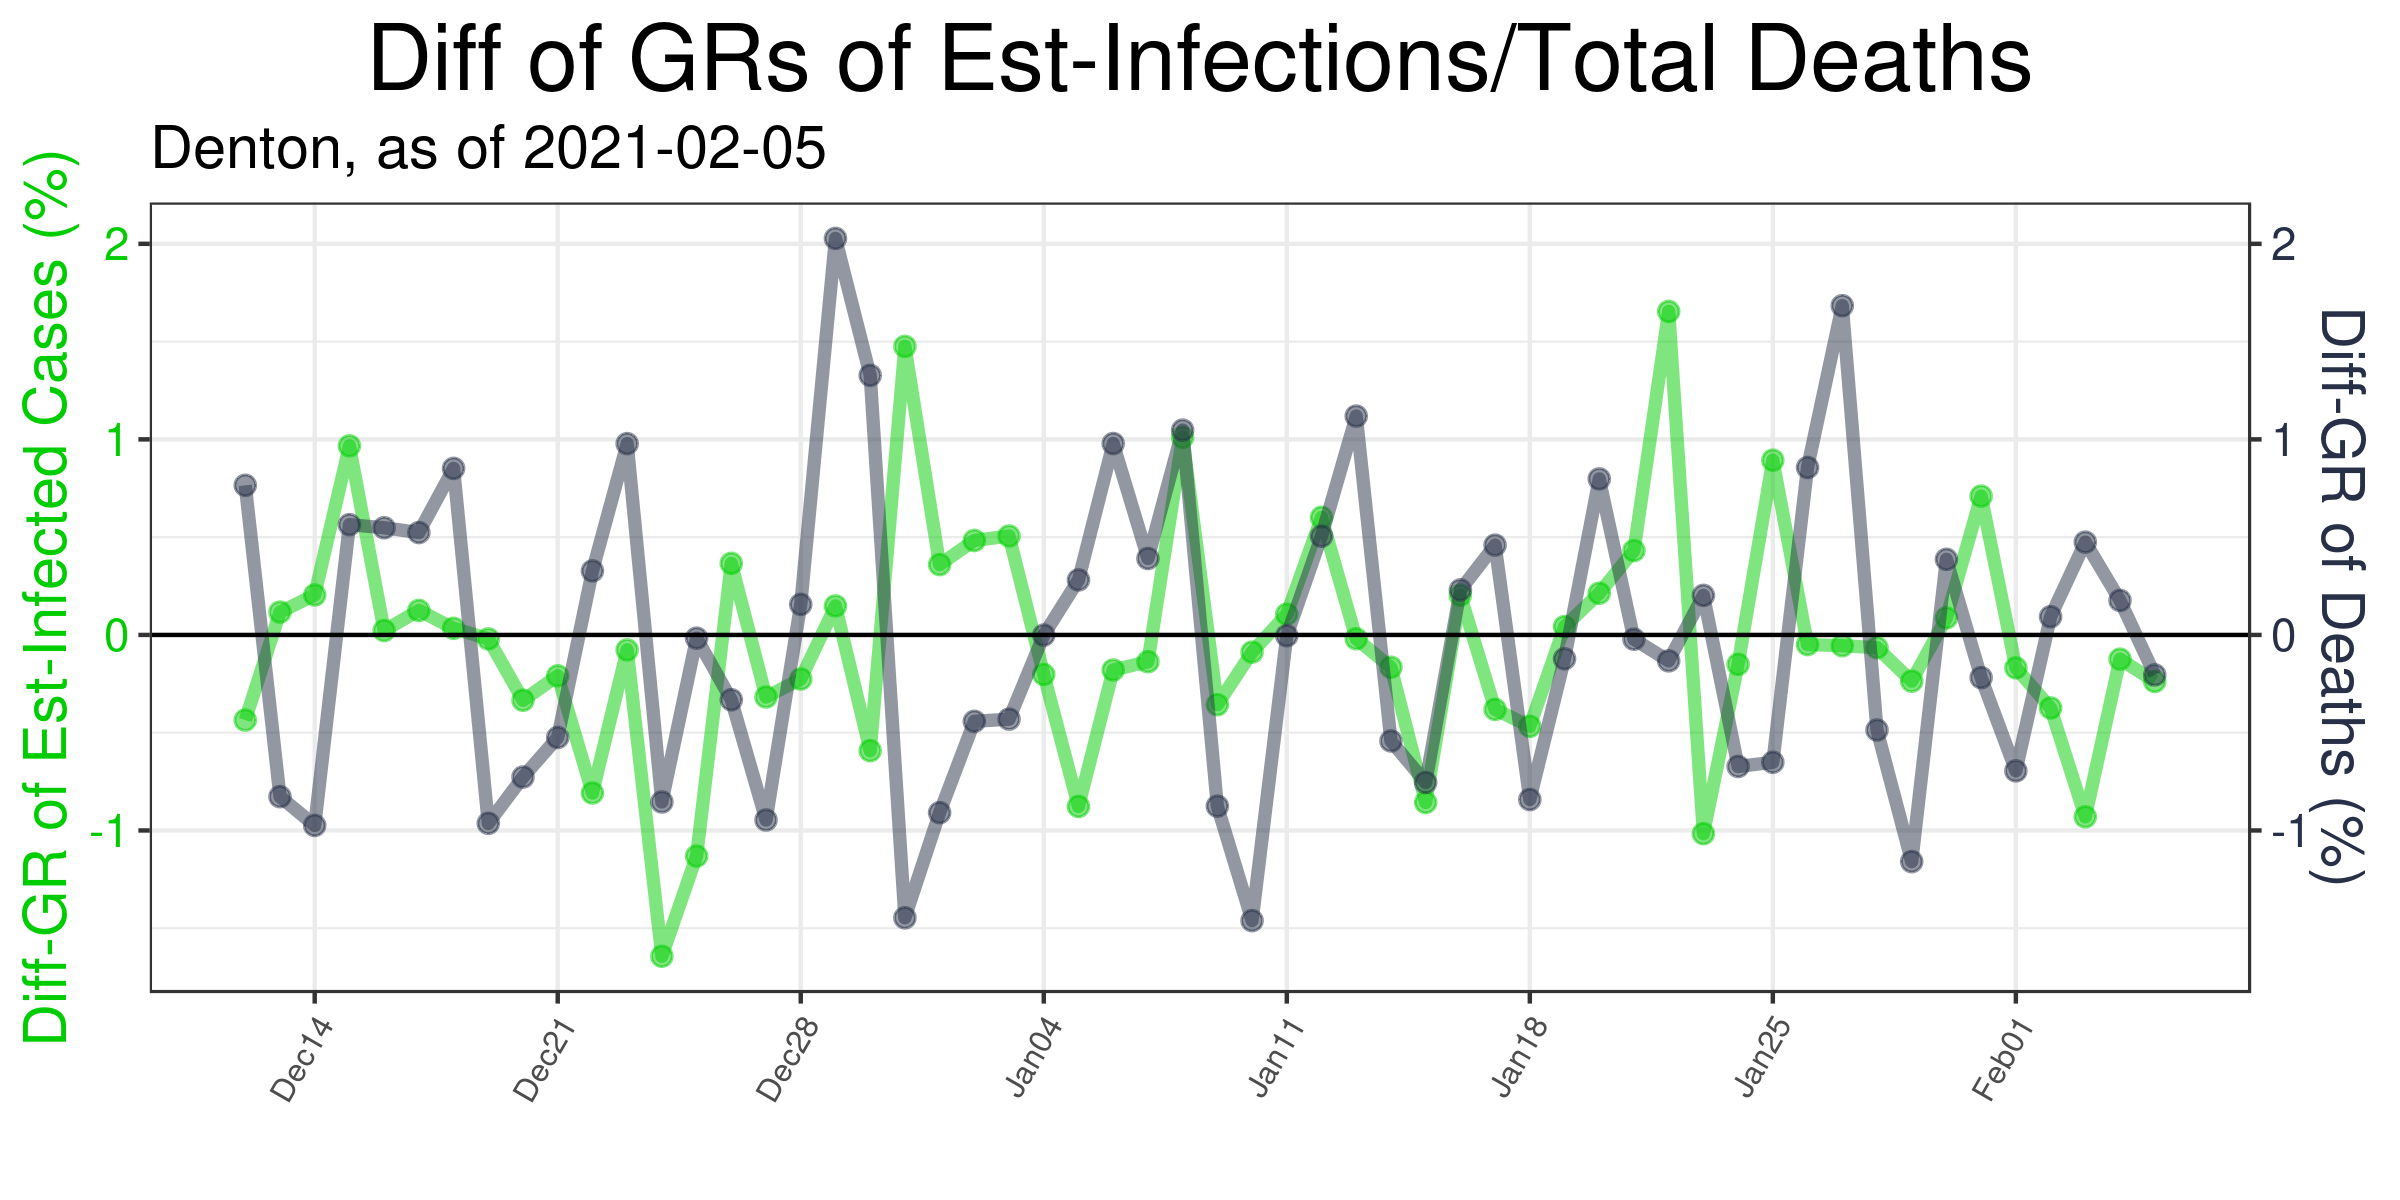 Diff of GRs of Est-Infections/Total Deaths
Denton, as of 2021-02-05
Diff-GR of Est-Infected Cases (%)
2
1
0
-1
2
1
0
-1
Diff-GR of Deaths (%)
Dec14
Dec21
Dec28
Jan04
Jan11
Jan18
Jan25
Feb01